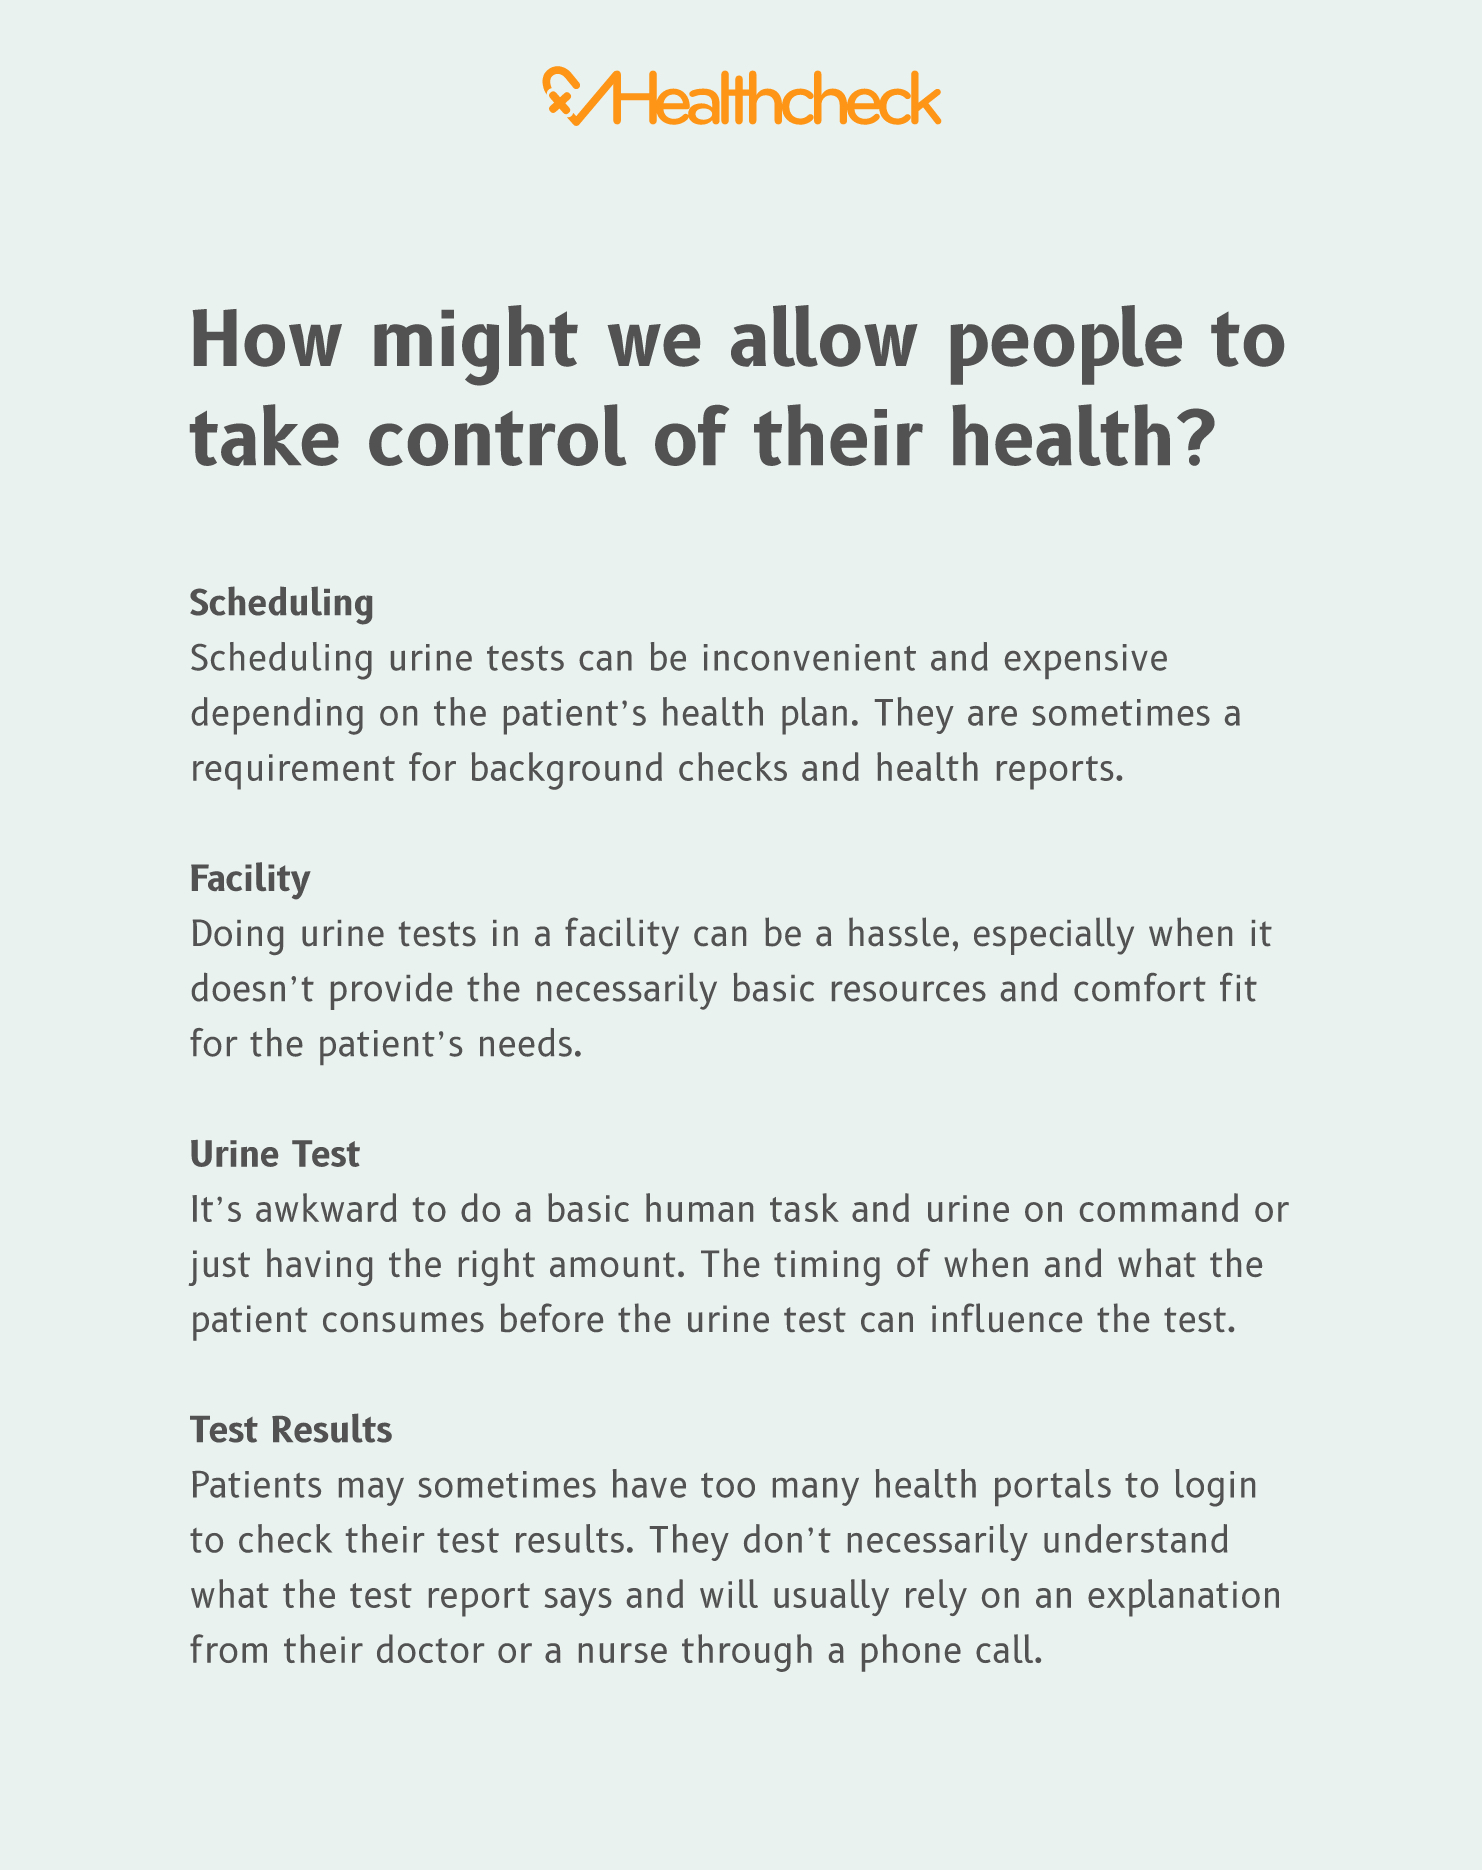 Healthcheck
How might we allow people to
take control of their health?
Scheduling
Scheduling urine tests can be inconvenient and expensive
depending on the patient’s health plan. They are sometimes a
requirement for background checks and health reports.
Facility
Doing urine tests in a facility can be a hassle, especially when it
doesn’t provide the necessarily basic resources and comfort fit
for the patient’s needs.
Urine Test
It’s awkward to do a basic human task and urine on command or
just having the right amount. The timing of when and what the
patient consumes before the urine test can influence the test.
Test Results
Patients may sometimes have too many health portals to login
to check their test results. They don’t necessarily understand
what the test report says and will usually rely on an explanation
from their doctor or a nurse through a phone call.